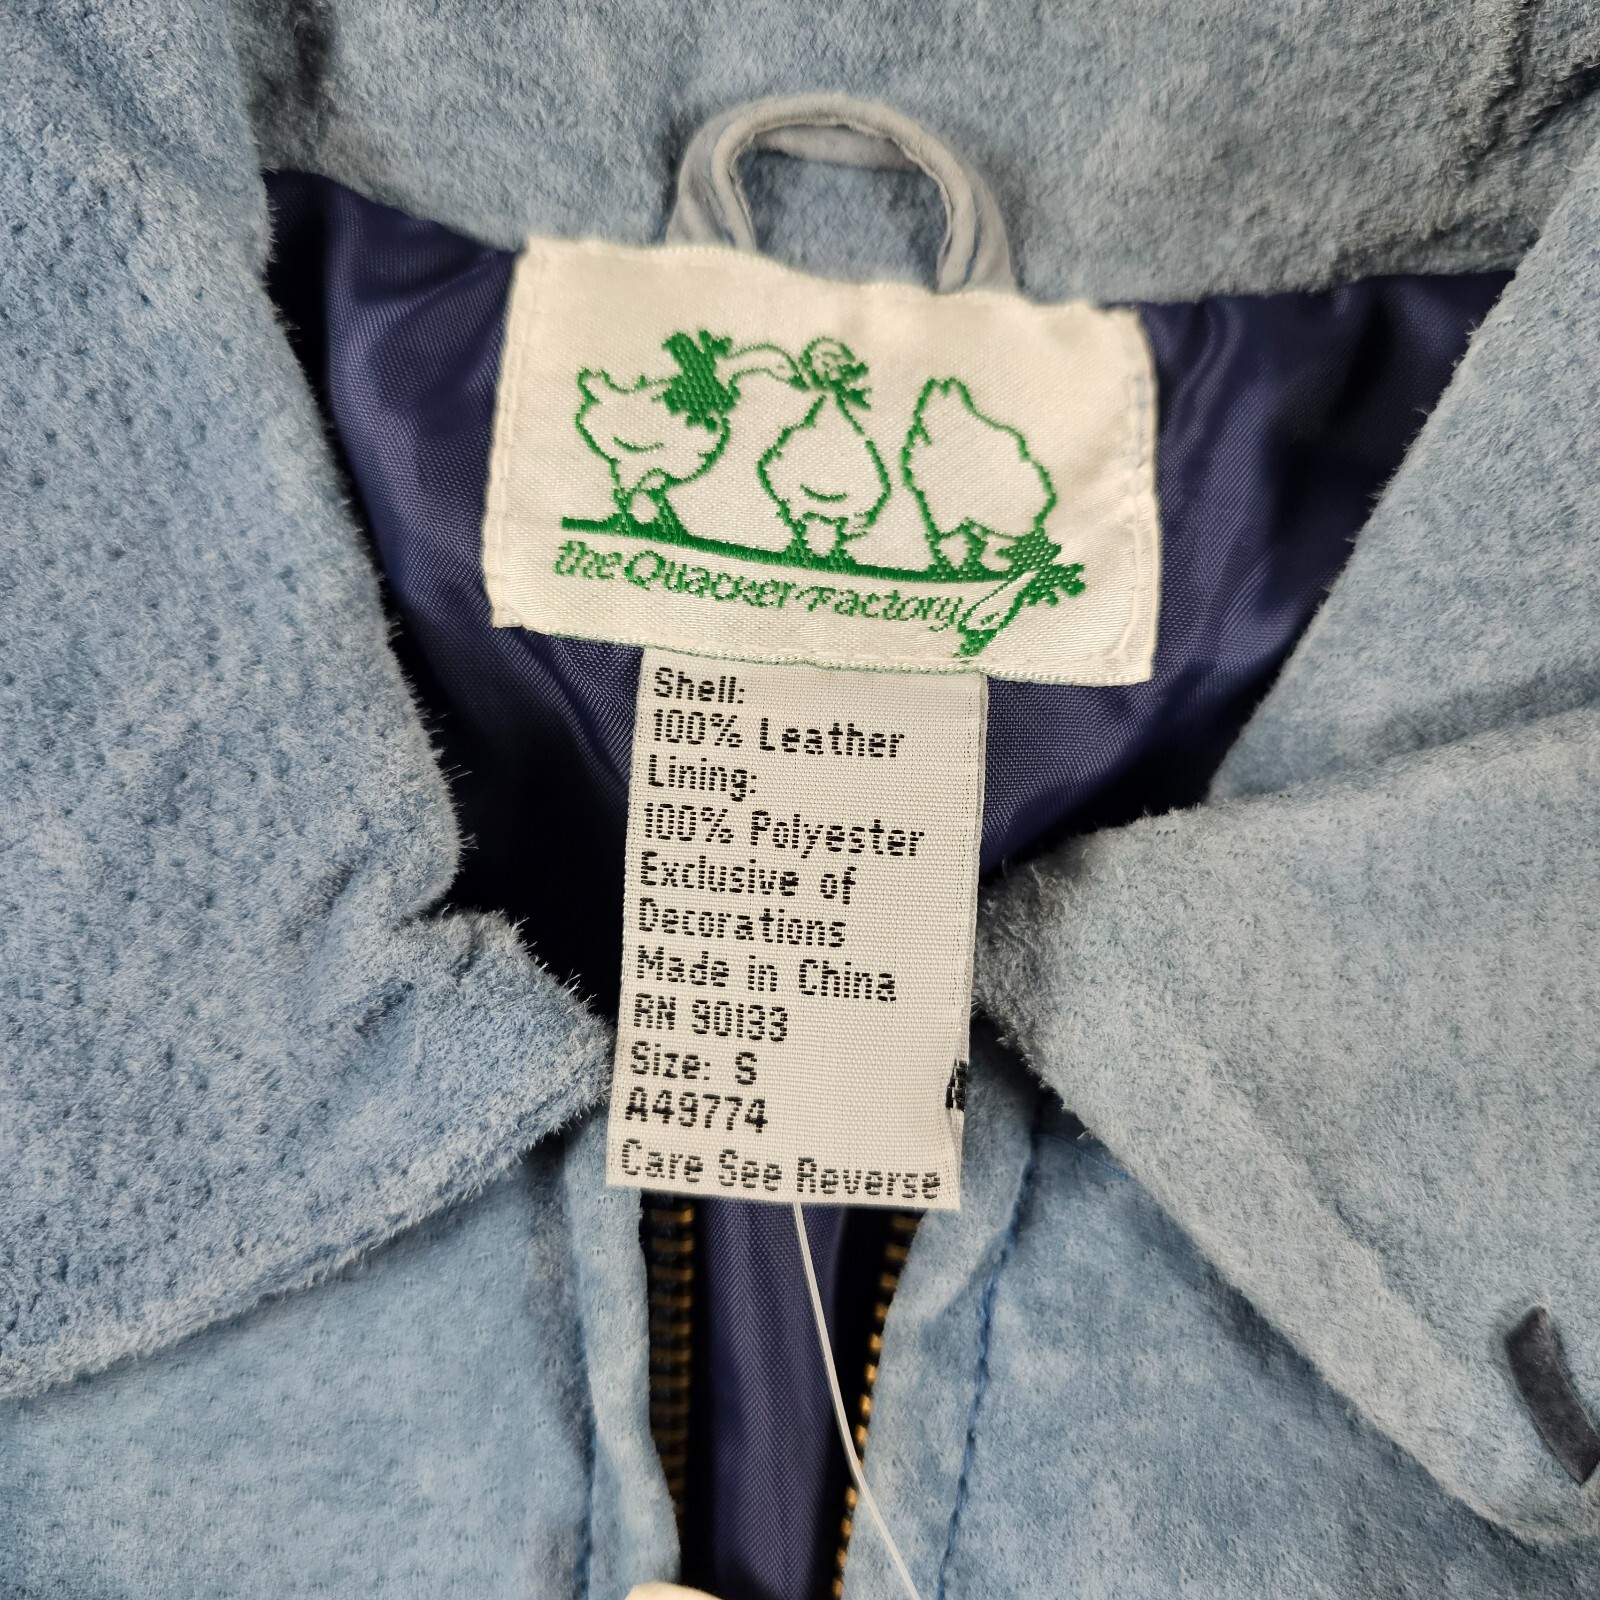 the Quacker Factory
Shell:
100% Leather
Lining:
100% Polyester
Exclusive of
Decorations
Made in China
RN 90133
Size: S
A49774
Care See Reverse